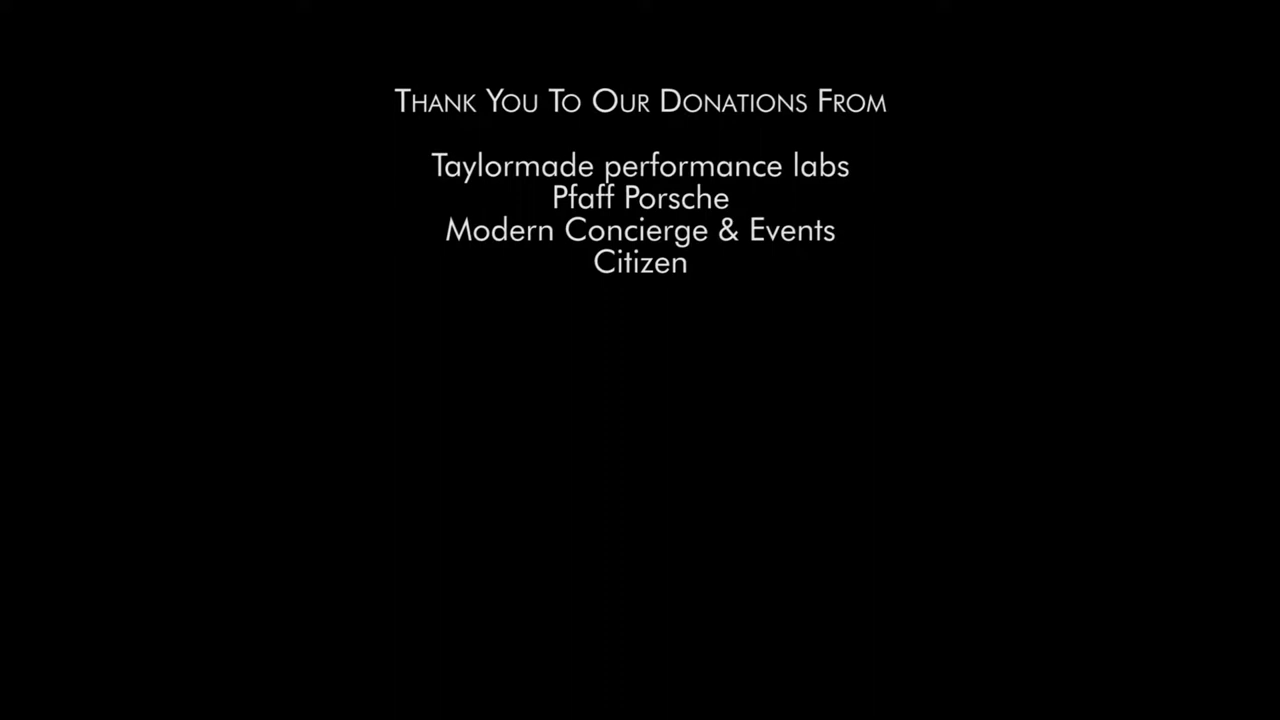 Thank You To Our Donations From
Taylormade performance labs
Pfaff Porsche
Modern Concierge & Events
Citizen